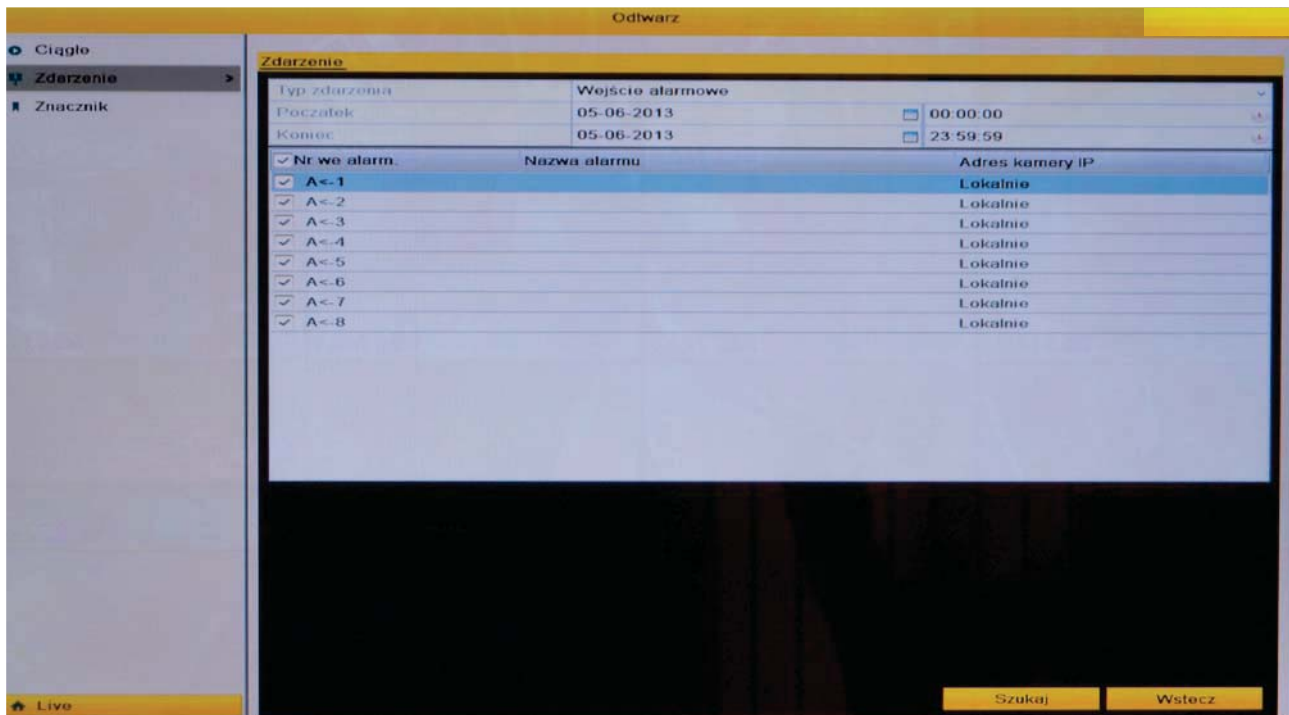 Odtwarz
Ciągłe
Zdarzenie >
Znacznik
Zdarzenie
Typ zdarzenia Wejście alarmowe
Początek 05-06-2013 00:00:00
Koniec 05-06-2013 23:59:59
Nr we alarm. Nazwa alarmu Adres kamery IP
A<-1 Lokalnie
A<-2 Lokalnie
A<-3 Lokalnie
A<-4 Lokalnie
A<-5 Lokalnie
A<-6 Lokalnie
A<-7 Lokalnie
A<-8 Lokalnie
Szukaj Wstecz
Live